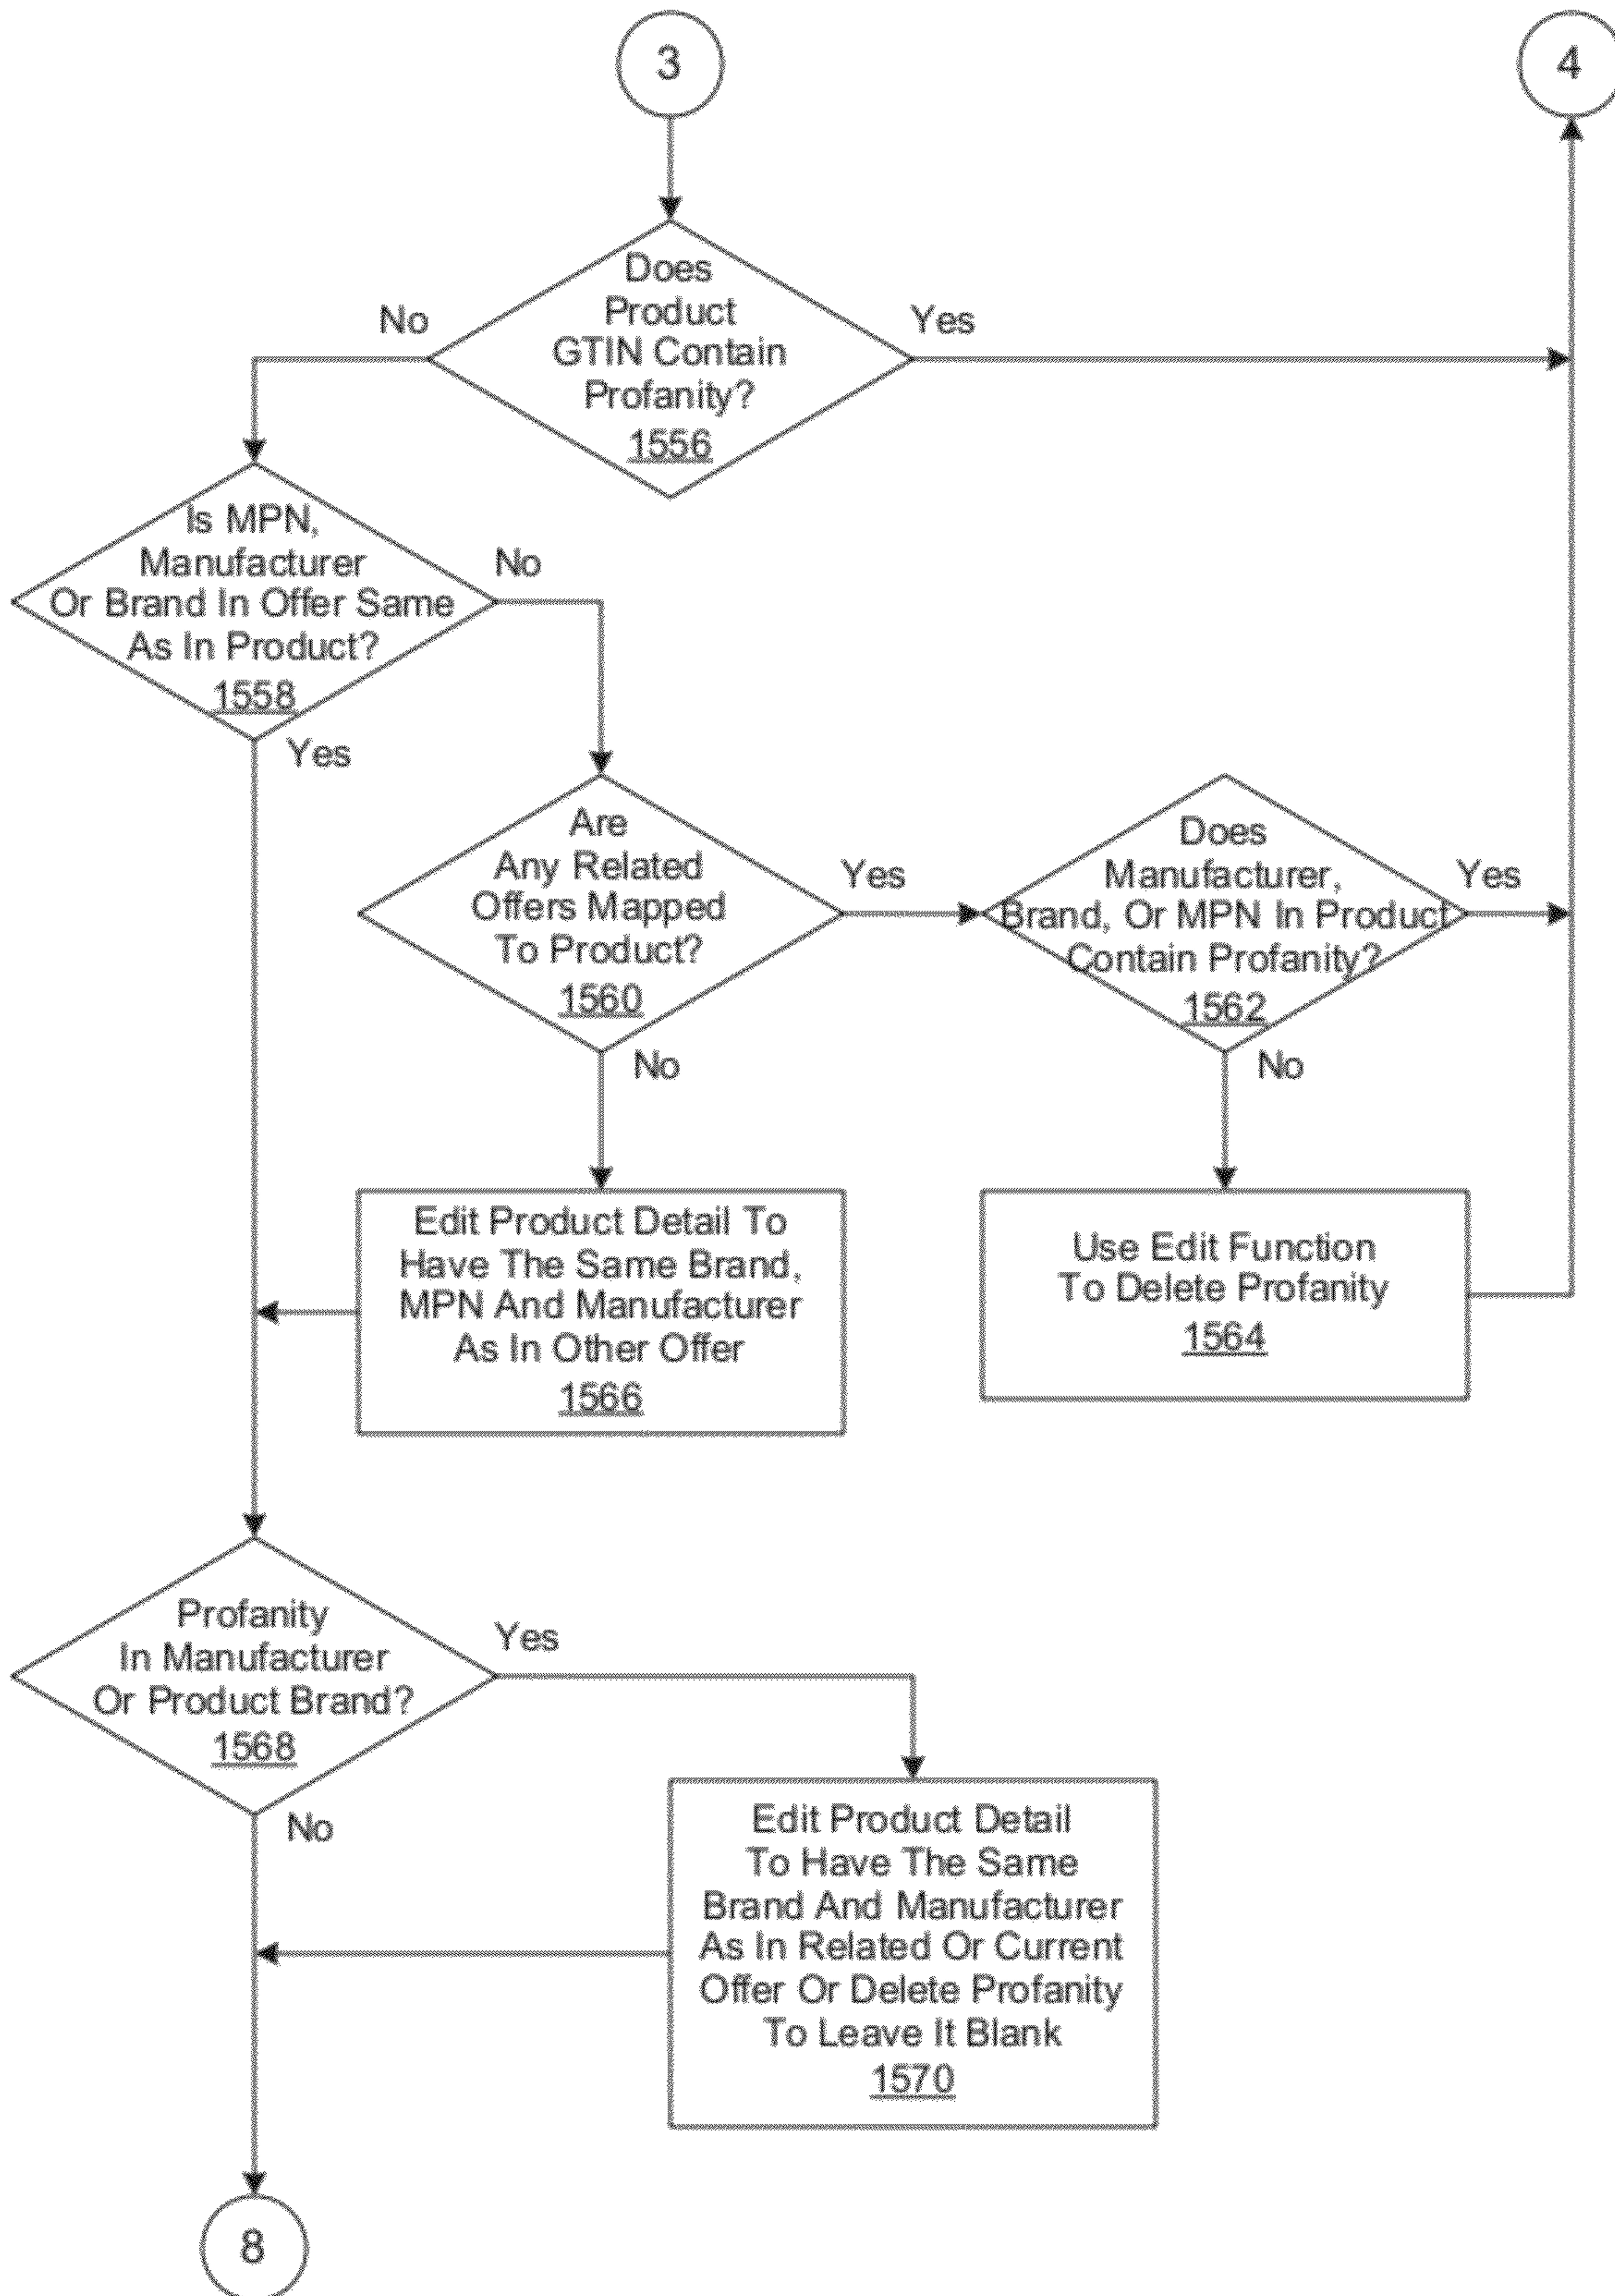 3
4
Does
Product
GTIN Contain
Profanity?
1556
No
Yes
Is MPN,
Manufacturer
Or Brand In Offer Same
As In Product?
1558
No
Yes
Are
Any Related
Offers Mapped
To Product?
1560
Yes
No
Does
Manufacturer,
Brand, Or MPN In Product
Contain Profanity?
1562
Yes
No
Edit Product Detail To
Have The Same Brand,
MPN And Manufacturer
As In Other Offer
1566
Use Edit Function
To Delete Profanity
1564
Profanity
In Manufacturer
Or Product Brand?
1568
Yes
No
Edit Product Detail
To Have The Same
Brand And Manufacturer
As In Related Or Current
Offer Or Delete Profanity
To Leave It Blank
1570
8